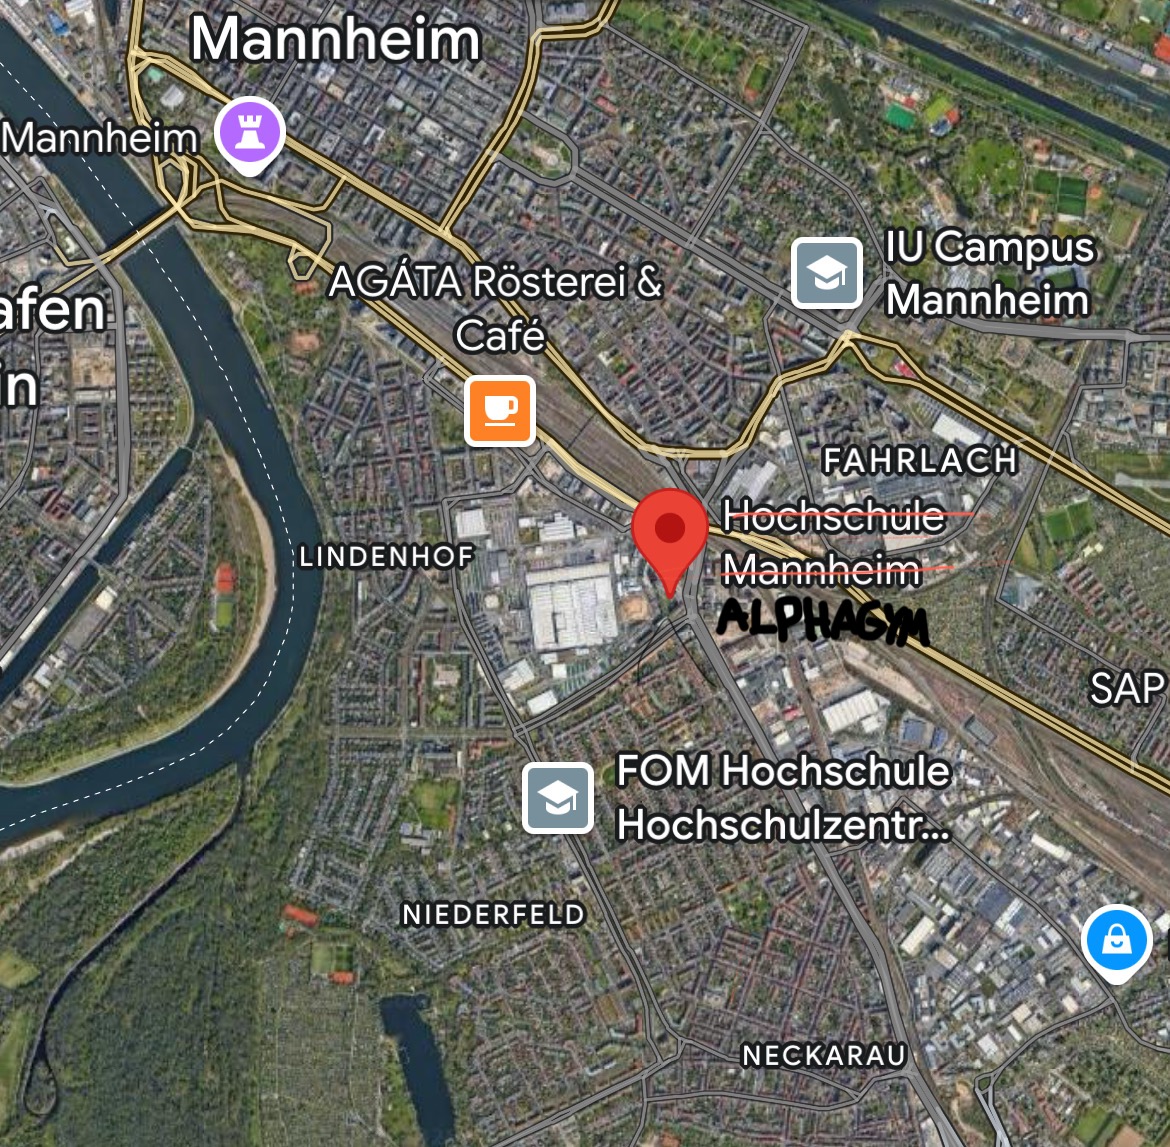 Mannheim
Mannheim
IU Campus
Mannheim
AGÁTA Rösterei &
Café
afen
in
FAHRLACH
Hochschule
Mannheim
ALPHAGYM
LINDENHOF
SAP
FOM Hochschule
Hochschulzentr...
NIEDERFELD
NECKARAU